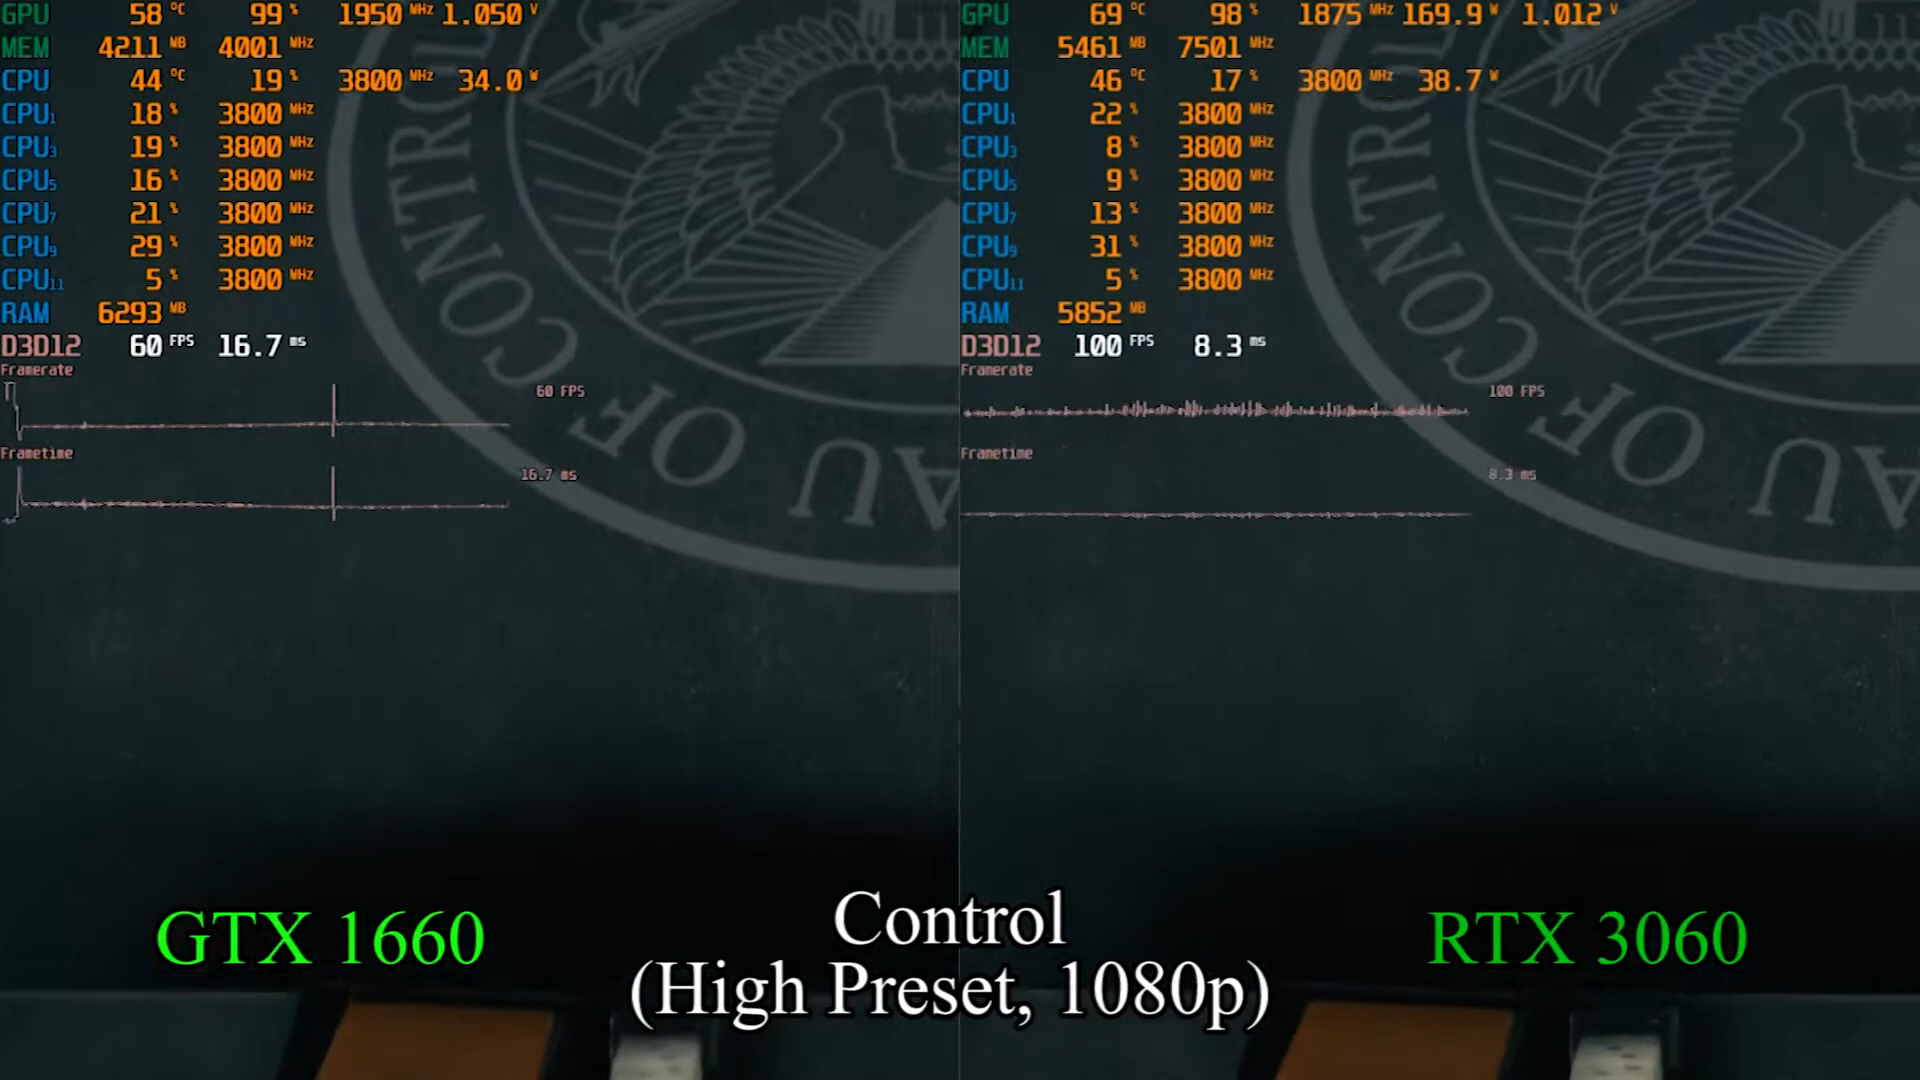 GPU 58 °C 99 % 1950 MHz 1.050 V
MEM 4211 MB 4001 MHz
CPU 44 °C 19 % 3800 MHz 34.0 W
CPU1 18 % 3800 MHz
CPU3 19 % 3800 MHz
CPU5 16 % 3800 MHz
CPU7 21 % 3800 MHz
CPU9 29 % 3800 MHz
CPU11 5 % 3800 MHz
RAM 6293 MB
D3D12 60 FPS 16.7 ms
Framerate
60 FPS
Frametime
16.7 ms
GPU 69 °C 98 % 1875 MHz 169.9 W 1.012 V
MEM 5461 MB 7501 MHz
CPU 46 °C 17 % 3800 MHz 38.7 W
CPU1 22 % 3800 MHz
CPU3 8 % 3800 MHz
CPU5 9 % 3800 MHz
CPU7 13 % 3800 MHz
CPU9 31 % 3800 MHz
CPU11 5 % 3800 MHz
RAM 5852 MB
D3D12 100 FPS 8.3 ms
Framerate
100 FPS
Frametime
8.3 ms
AU OF CONTROL
AU OF CONTROL
GTX 1660
Control
(High Preset, 1080p)
RTX 3060